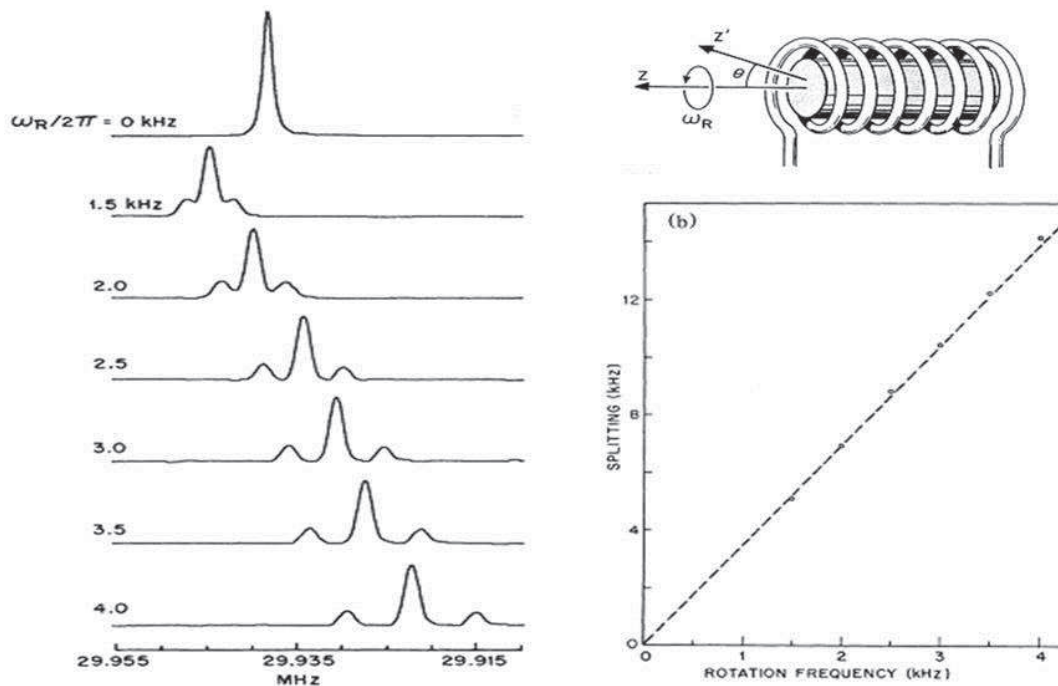 ωR/2π = 0 kHz
1.5 kHz
2.0
2.5
3.0
3.5
4.0
29.955
29.935
29.915
MHz
z'
θ
z
ωR
(b)
12
8
4
0
SPLITTING (kHz)
0
1
2
3
4
ROTATION FREQUENCY (kHz)